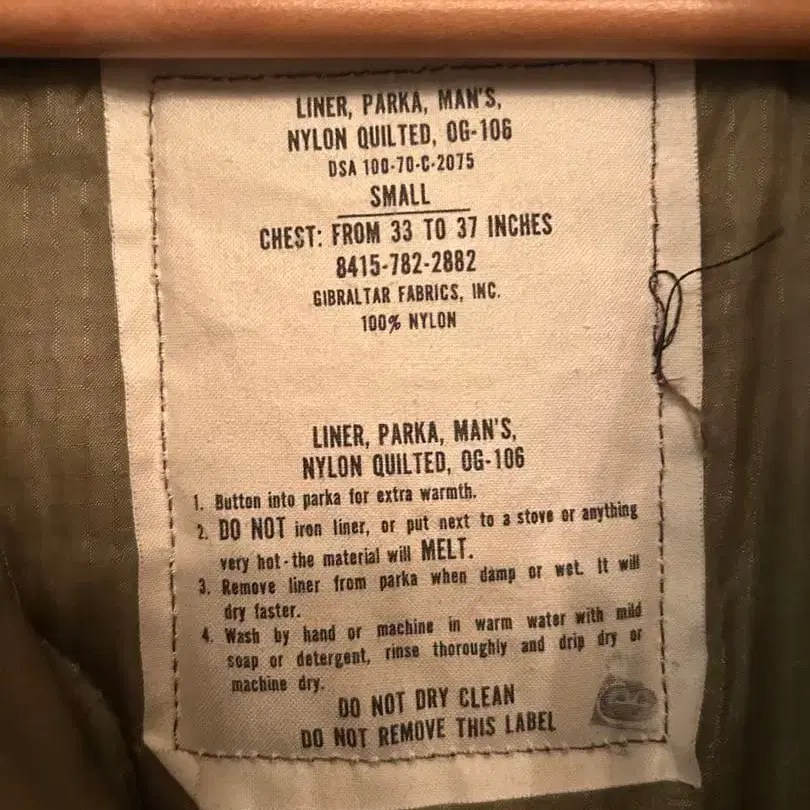 LINER, PARKA, MAN'S,
NYLON QUILTED, OG-106
DSA 100-70-C-2075
SMALL
CHEST: FROM 33 TO 37 INCHES
8415-782-2882
GIBRALTAR FABRICS, INC.
100% NYLON
LINER, PARKA, MAN'S,
NYLON QUILTED, OG-106
1. Button into parka for extra warmth.
2. DO NOT iron liner, or put next to a stove or anything
very hot-the material will MELT.
3. Remove liner from parka when damp or wet. It will
dry faster.
4. Wash by hand or machine in warm water with mild
soap or detergent, rinse thoroughly and drip dry or
machine dry.
DO NOT DRY CLEAN
DO NOT REMOVE THIS LABEL